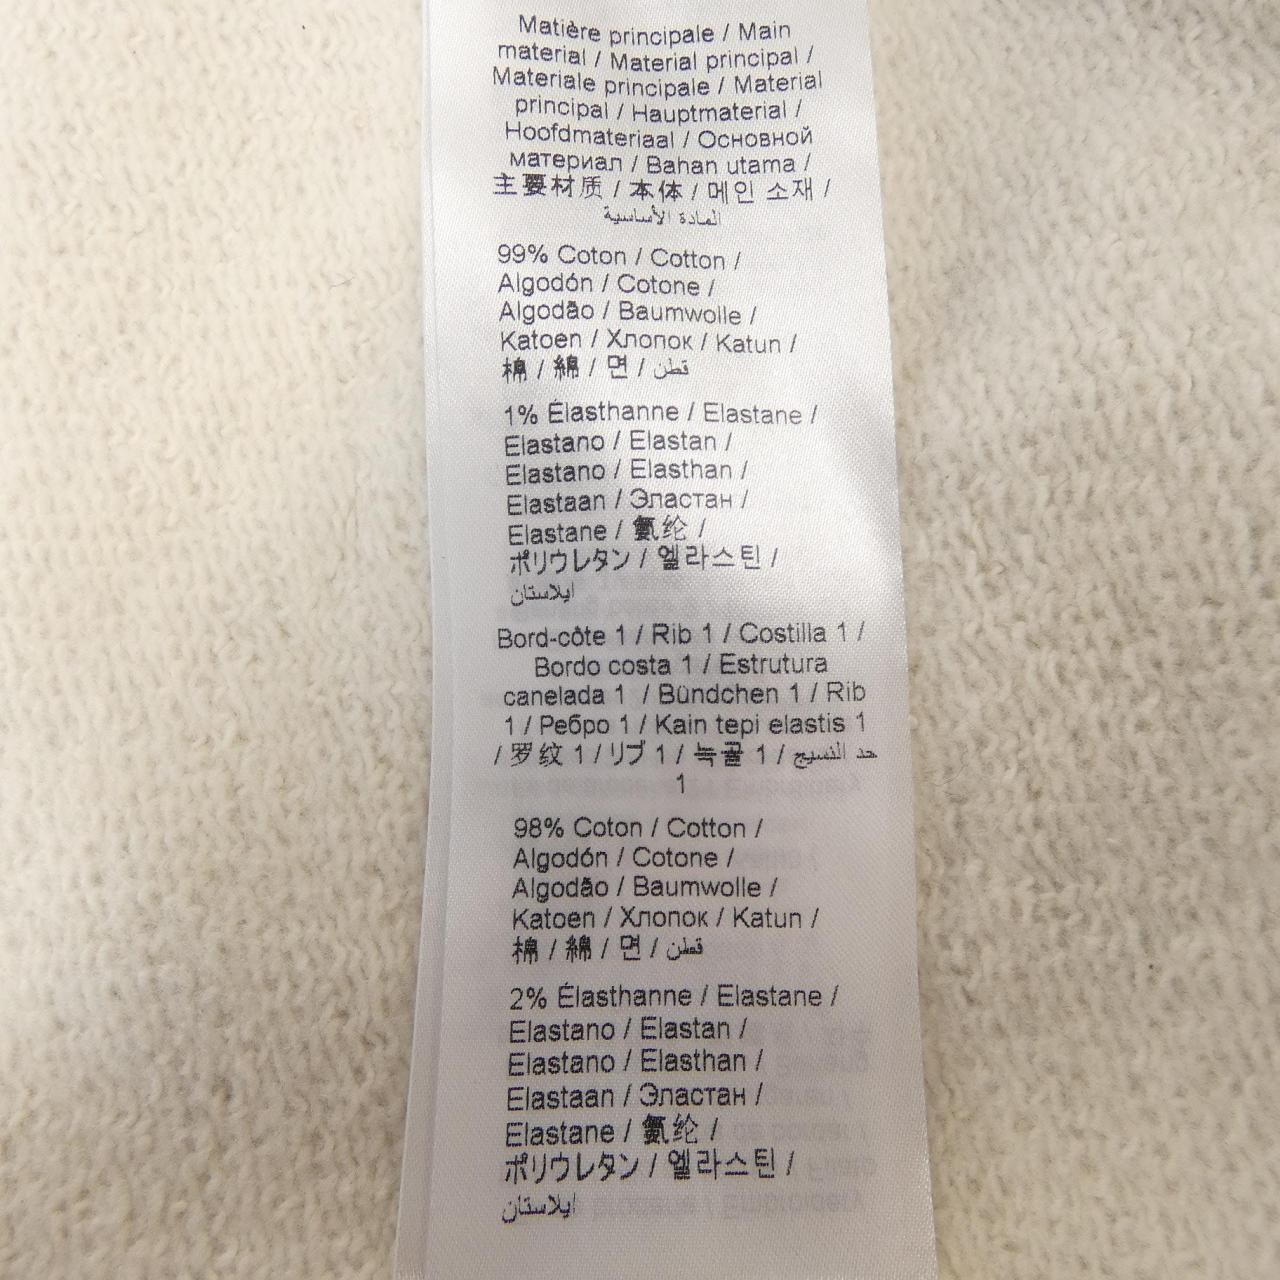 Matière principale / Main
material / Material principal /
Materiale principale / Material
principal / Hauptmaterial /
Hoofdmateriaal / Основной
материал / Bahan utama /
主要材质 / 本体 / 메인 소재 /
المادة الأساسية
99% Coton / Cotton /
Algodón / Cotone /
Algodão / Baumwolle /
Katoen / Хлопок / Katun /
棉 / 綿 / 면 / قطن
1% Élasthanne / Elastane /
Elastano / Elastan /
Elastano / Elasthan /
Elastaan / Эластан /
Elastane / 氨纶 /
ポリウレタン / 엘라스틴 /
ايلاستان
Bord-côte 1 / Rib 1 / Costilla 1 /
Bordo costa 1 / Estrutura
canelada 1 / Bündchen 1 / Rib
1 / Ребро 1 / Kain tepi elastis 1
/ 罗纹 1 / リブ 1 / 늑골 1 / حد النسيج
1
98% Coton / Cotton /
Algodón / Cotone /
Algodão / Baumwolle /
Katoen / Хлопок / Katun /
棉 / 綿 / 면 / قطن
2% Élasthanne / Elastane /
Elastano / Elastan /
Elastano / Elasthan /
Elastaan / Эластан /
Elastane / 氨纶 /
ポリウレタン / 엘라스틴 /
ايلاستان